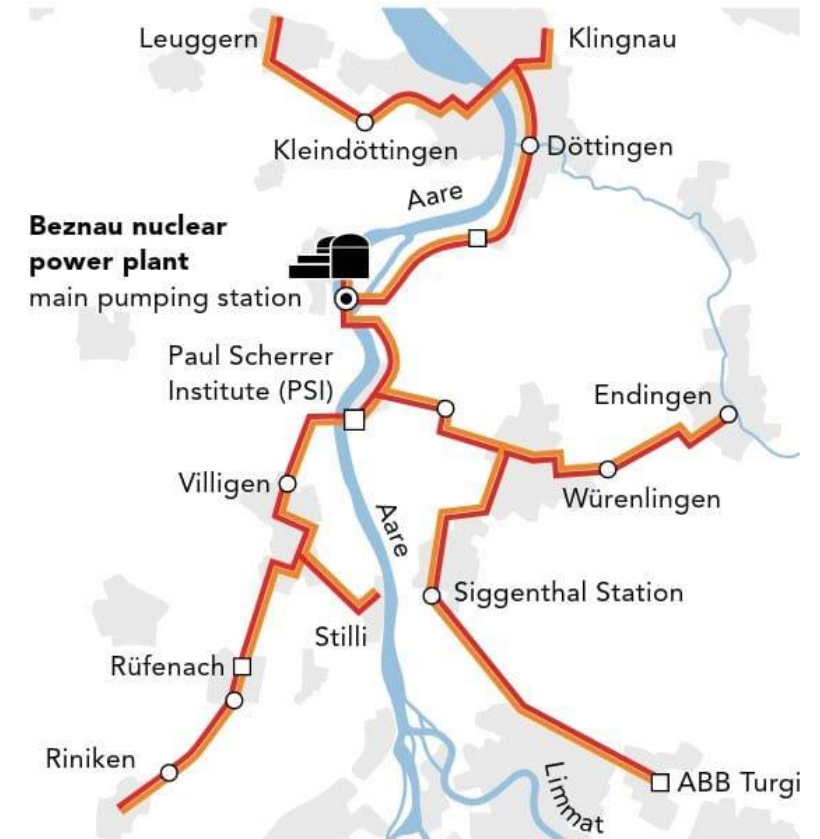 Leuggern
Klingnau
Kleindöttingen
Döttingen
Aare
Beznau nuclear
power plant
main pumping station
Paul Scherrer
Institute (PSI)
Endingen
Villigen
Würenlingen
Aare
Siggenthal Station
Stilli
Rüfenach
Riniken
ABB Turgi
Limmat